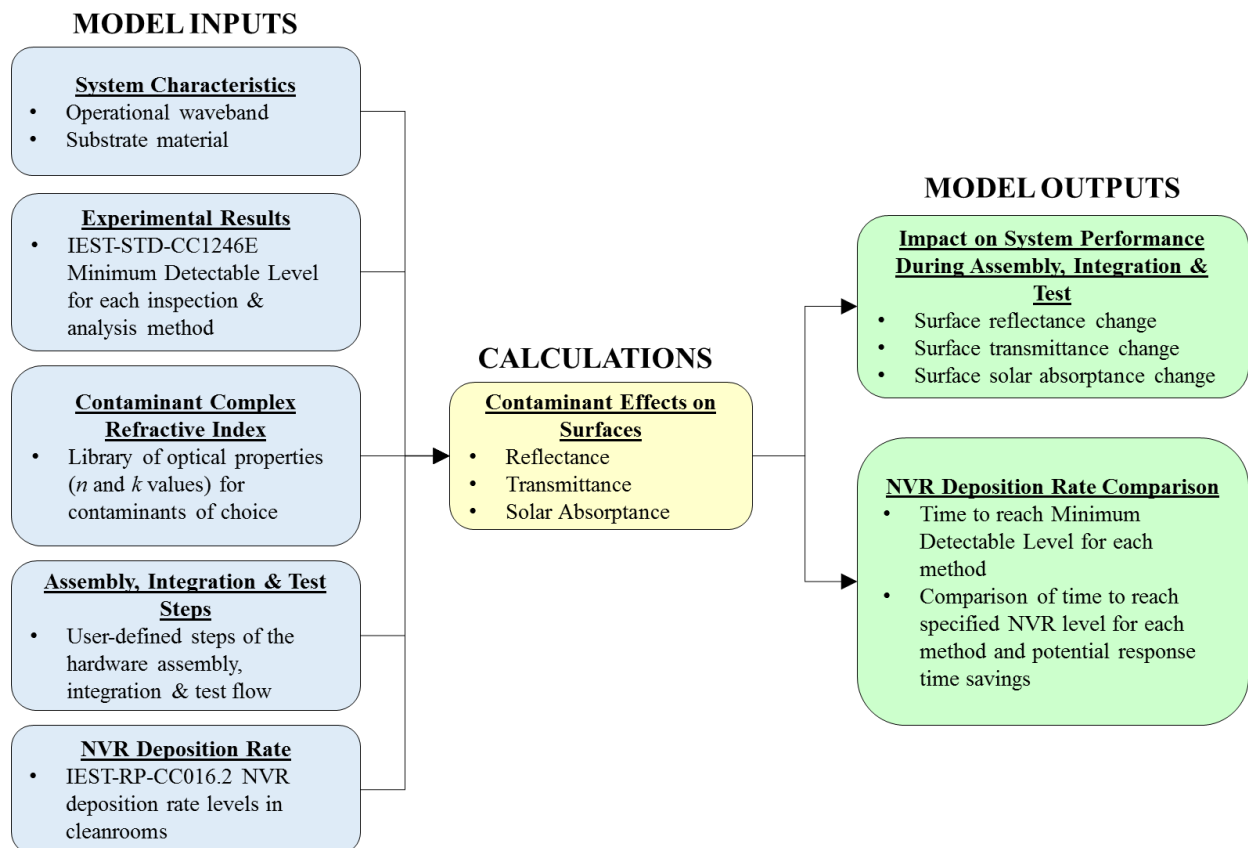 MODEL INPUTS
System Characteristics
• Operational waveband
• Substrate material
Experimental Results
• IEST-STD-CC1246E
Minimum Detectable Level
for each inspection &
analysis method
Contaminant Complex
Refractive Index
• Library of optical properties
(n and k values) for
contaminants of choice
Assembly, Integration & Test
Steps
• User-defined steps of the
hardware assembly,
integration & test flow
NVR Deposition Rate
• IEST-RP-CC016.2 NVR
deposition rate levels in
cleanrooms
CALCULATIONS
Contaminant Effects on
Surfaces
• Reflectance
• Transmittance
• Solar Absorptance
MODEL OUTPUTS
Impact on System Performance
During Assembly, Integration &
Test
• Surface reflectance change
• Surface transmittance change
• Surface solar absorptance change
NVR Deposition Rate Comparison
• Time to reach Minimum
Detectable Level for each
method
• Comparison of time to reach
specified NVR level for each
method and potential response
time savings